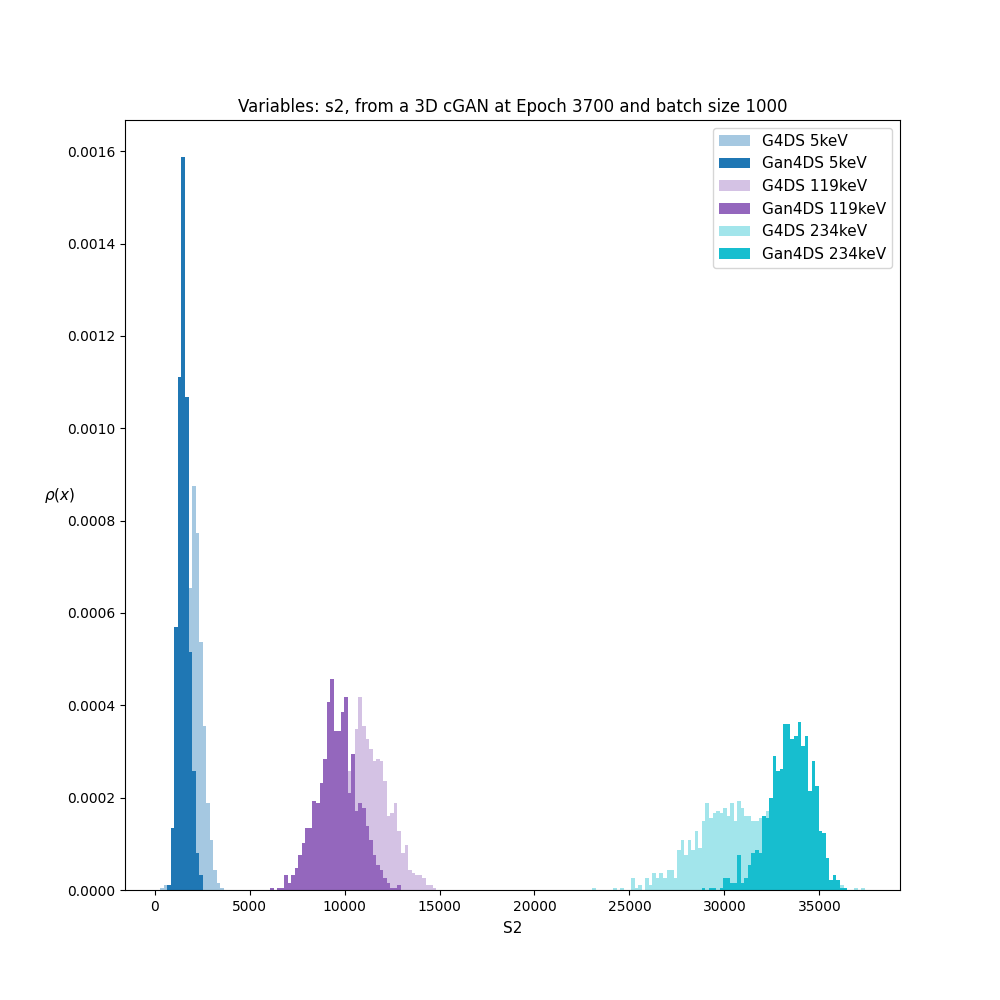 Variables: s2, from a 3D cGAN at Epoch 3700 and batch size 1000
G4DS 5keV
Gan4DS 5keV
G4DS 119keV
Gan4DS 119keV
G4DS 234keV
Gan4DS 234keV
0.0016
0.0014
0.0012
0.0010
0.0008
0.0006
0.0004
0.0002
0.0000
ρ(x)
0 5000 10000 15000 20000 25000 30000 35000
S2